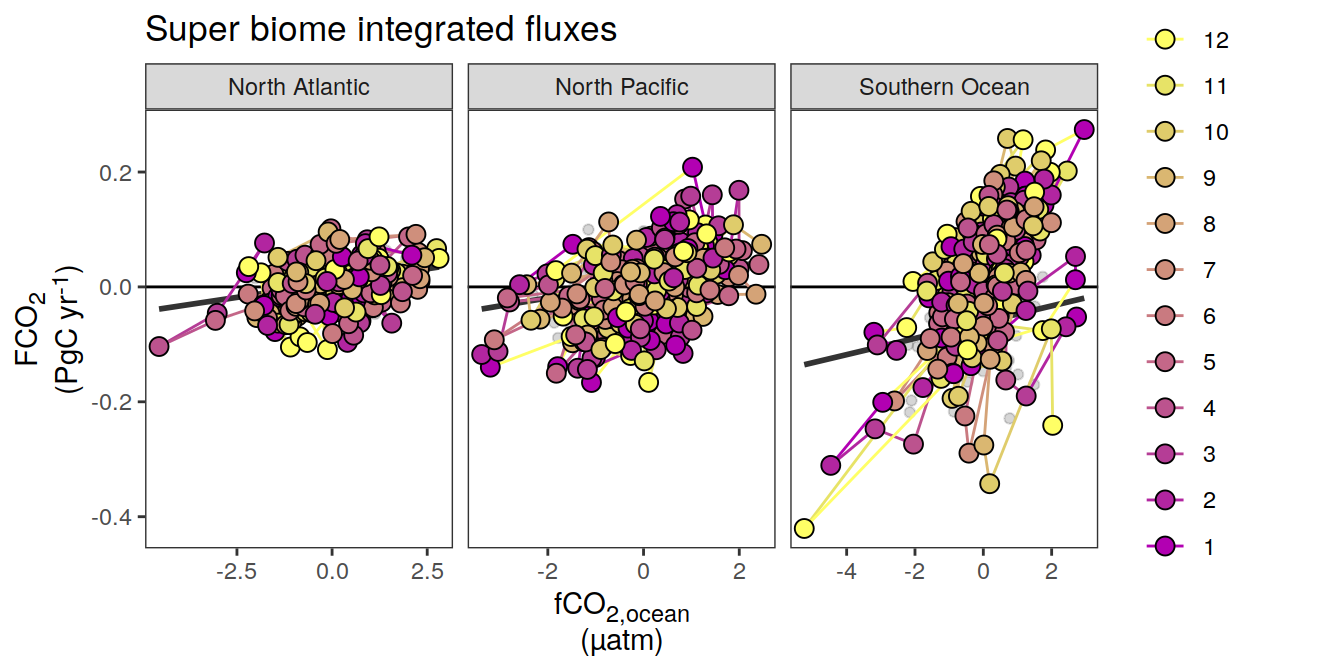 Super biome integrated fluxes
North Atlantic
North Pacific
Southern Ocean
FCO₂
(PgC yr⁻¹)
0.2
0.0
-0.2
-0.4
-2.5 0.0 2.5
-2 0 2
-4 -2 0 2
fCO₂,ocean
(µatm)
12
11
10
9
8
7
6
5
4
3
2
1